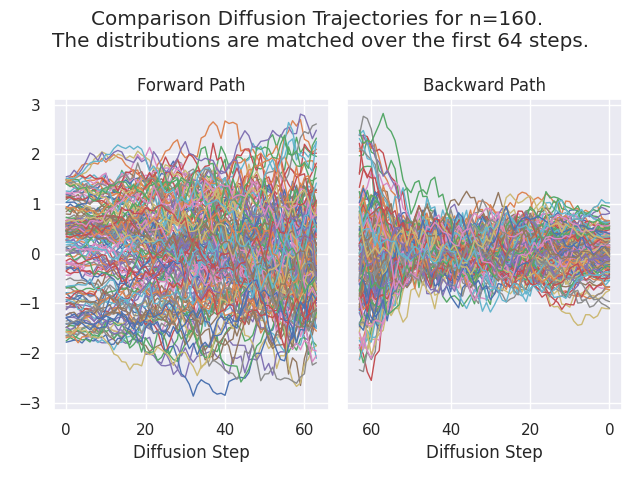 Comparison Diffusion Trajectories for n=160.
The distributions are matched over the first 64 steps.
Forward Path
Backward Path
3
2
1
0
−1
−2
−3
0 20 40 60
60 40 20 0
Diffusion Step
Diffusion Step